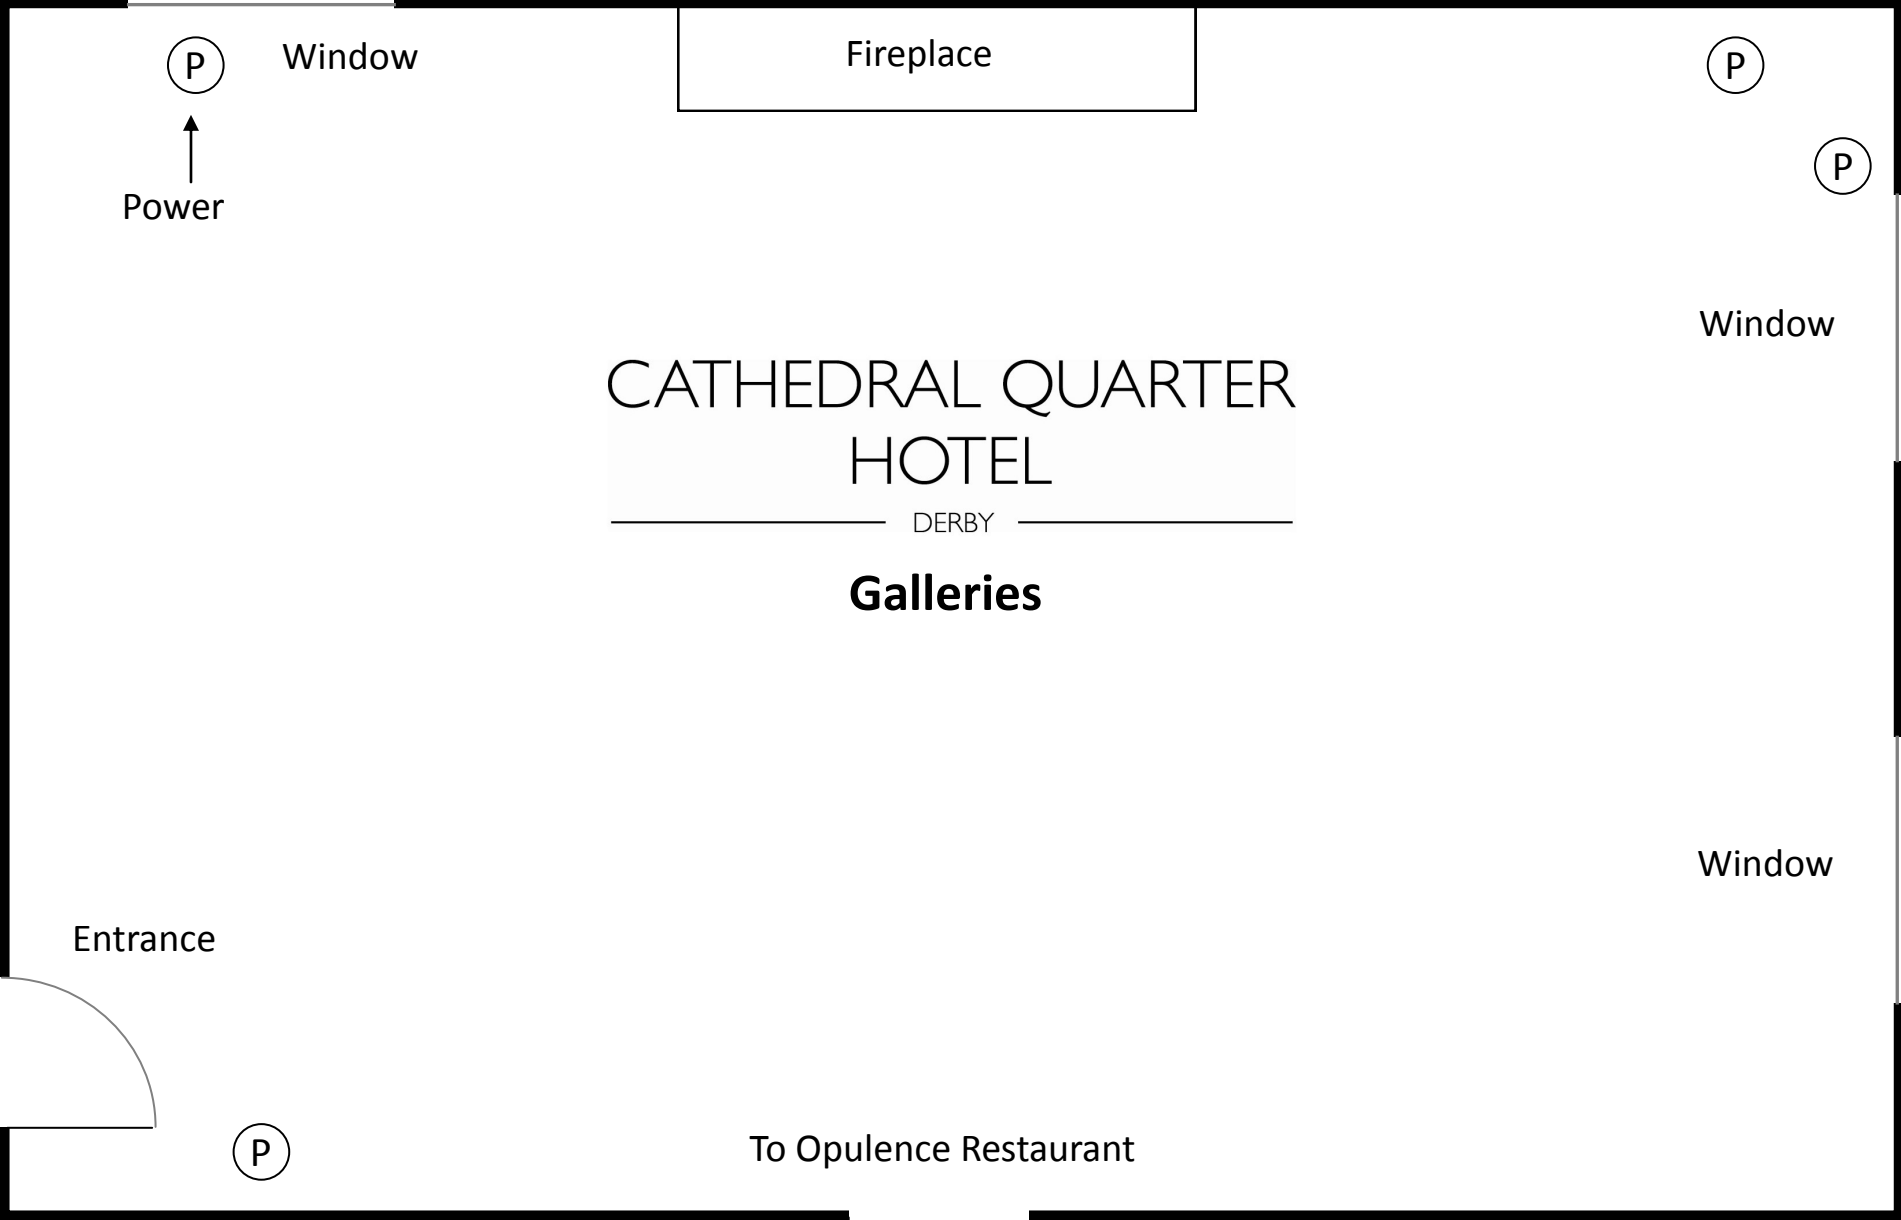 P
Window
Fireplace
P
P
Power
Window
CATHEDRAL QUARTER
HOTEL
DERBY
Galleries
Window
Entrance
P
To Opulence Restaurant